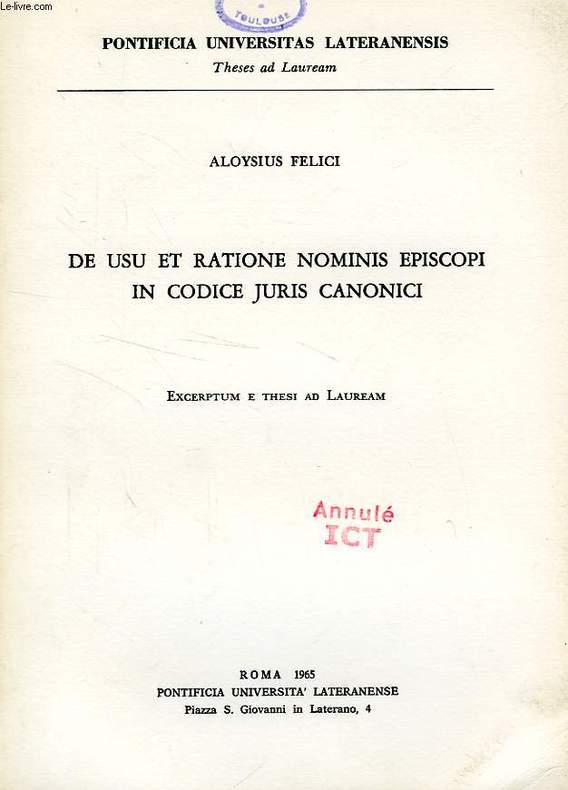 Le-livre.com
TOULOUSE
PONTIFICIA UNIVERSITAS LATERANENSIS
Theses ad Lauream
ALOYSIUS FELICI
DE USU ET RATIONE NOMINIS EPISCOPI
IN CODICE JURIS CANONICI
EXCERPTUM E THESI AD LAUREAM
Annulé
ICT
ROMA 1965
PONTIFICIA UNIVERSITA' LATERANENSE
Piazza S. Giovanni in Laterano, 4